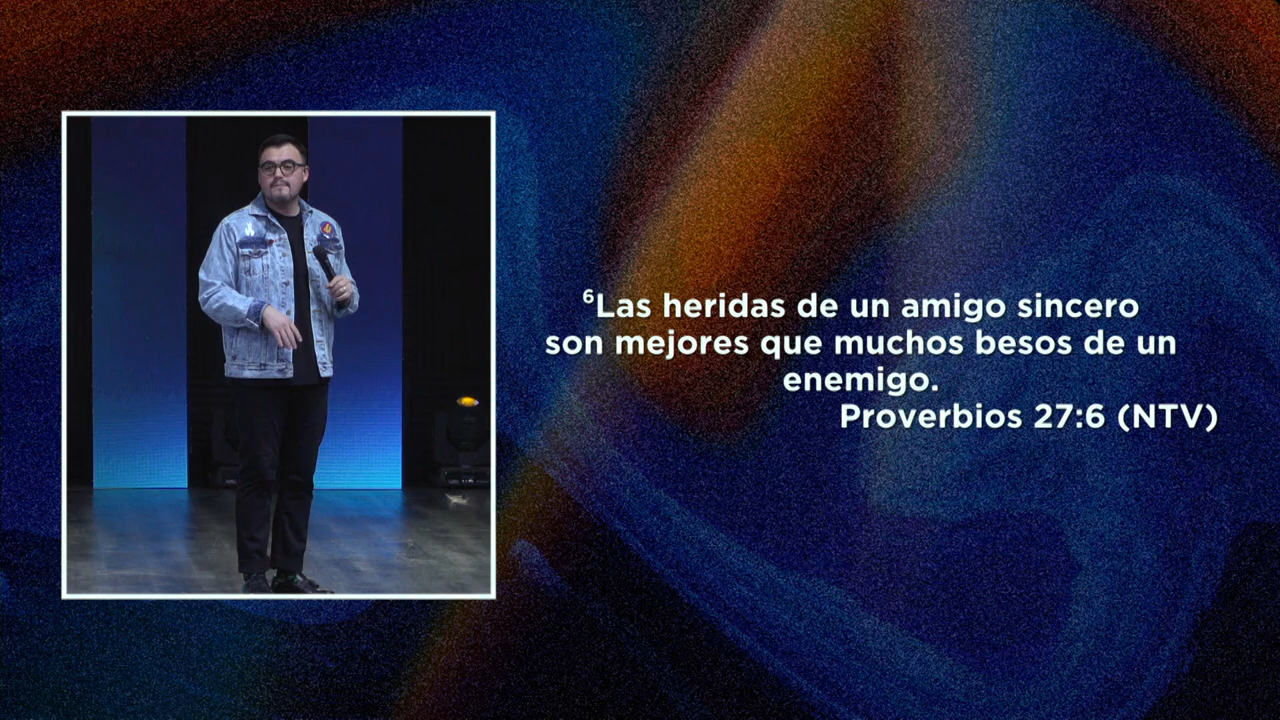 ⁶Las heridas de un amigo sincero
son mejores que muchos besos de un
enemigo.
Proverbios 27:6 (NTV)